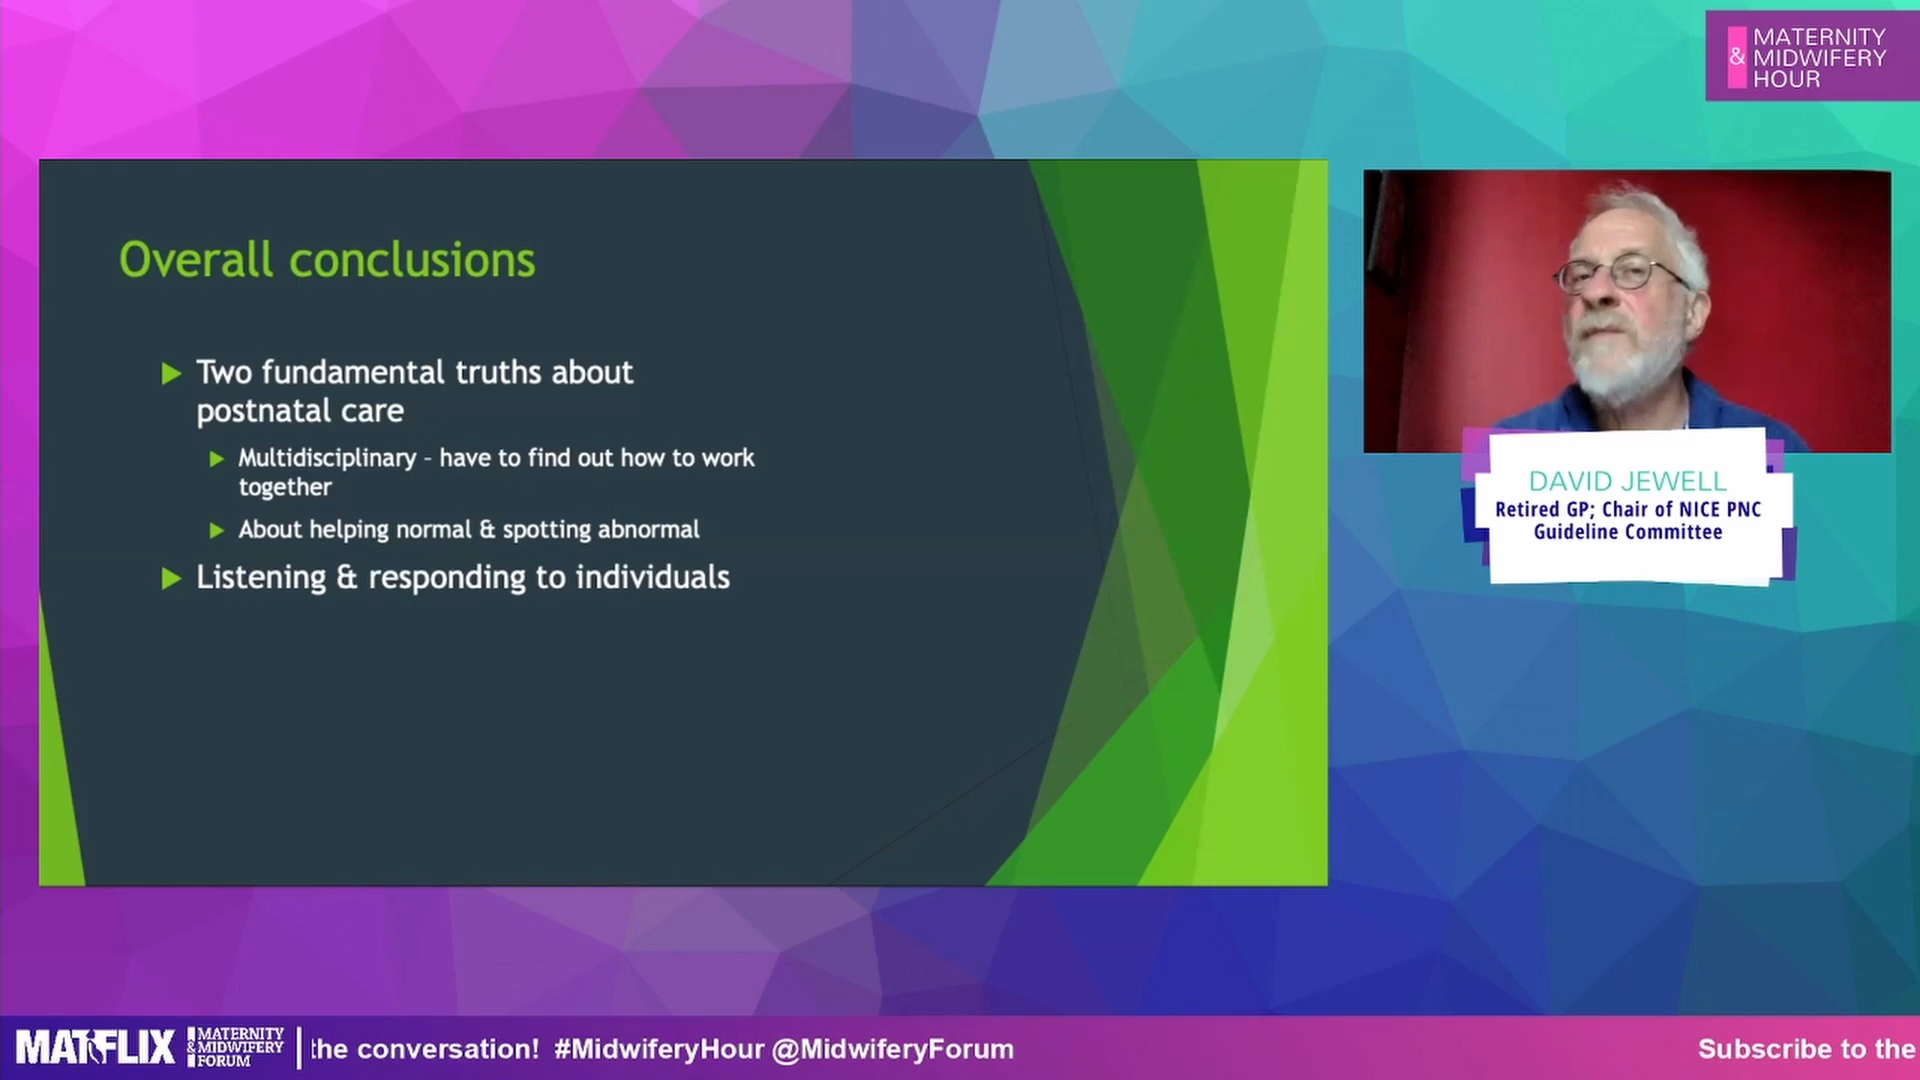 MATERNITY
& MIDWIFERY
HOUR
Overall conclusions
Two fundamental truths about
postnatal care
Multidisciplinary – have to find out how to work
together
About helping normal & spotting abnormal
Listening & responding to individuals
DAVID JEWELL
Retired GP; Chair of NICE PNC
Guideline Committee
MATFLIX
MATERNITY
& MIDWIFERY
FORUM
the conversation! #MidwiferyHour @MidwiferyForum
Subscribe to the